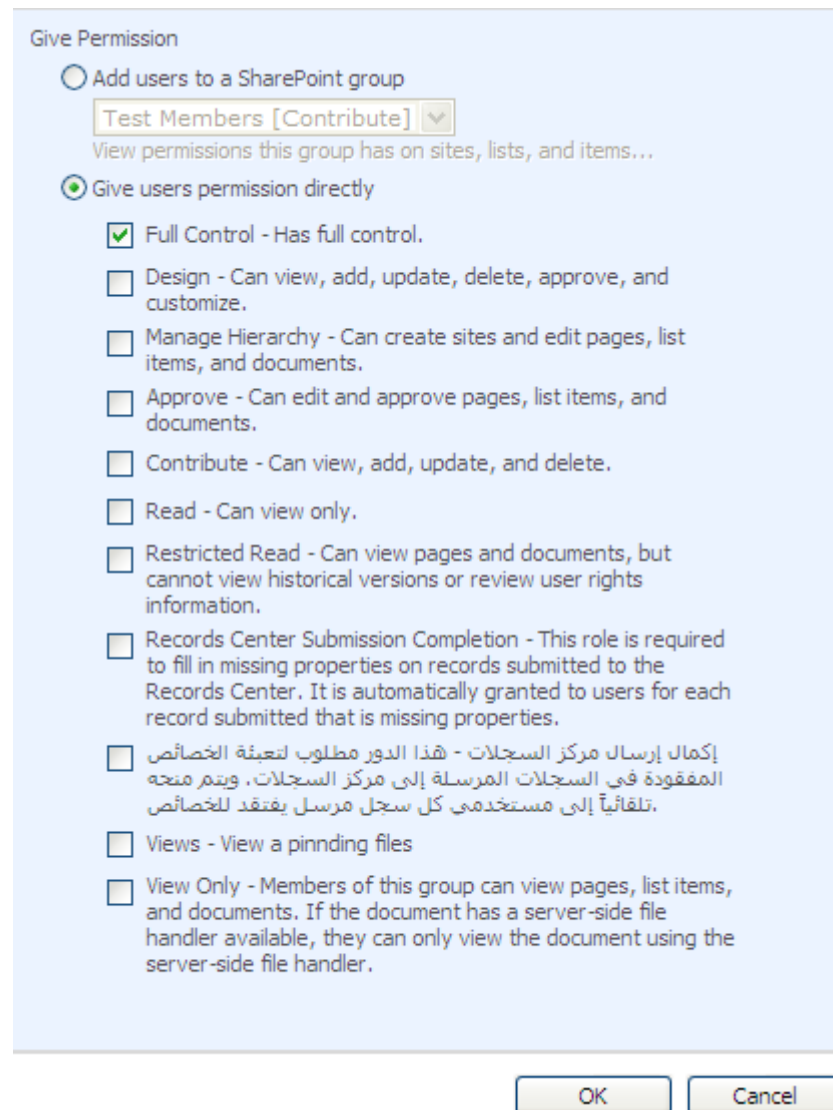 Give Permission
Add users to a SharePoint group
Test Members [Contribute]
View permissions this group has on sites, lists, and items...
Give users permission directly
Full Control - Has full control.
Design - Can view, add, update, delete, approve, and
customize.
Manage Hierarchy - Can create sites and edit pages, list
items, and documents.
Approve - Can edit and approve pages, list items, and
documents.
Contribute - Can view, add, update, and delete.
Read - Can view only.
Restricted Read - Can view pages and documents, but
cannot view historical versions or review user rights
information.
Records Center Submission Completion - This role is required
to fill in missing properties on records submitted to the
Records Center. It is automatically granted to users for each
record submitted that is missing properties.
إكمال إرسال مركز السجلات - هذا الدور مطلوب لتعبئة الخصائص
المفقودة في السجلات المرسلة إلى مركز السجلات، ويتم منحه
تلقائياً إلى مستخدمي كل سجل مرسل يفتقد للخصائص.
Views - View a pinnding files
View Only - Members of this group can view pages, list items,
and documents. If the document has a server-side file
handler available, they can only view the document using the
server-side file handler.
OK
Cancel